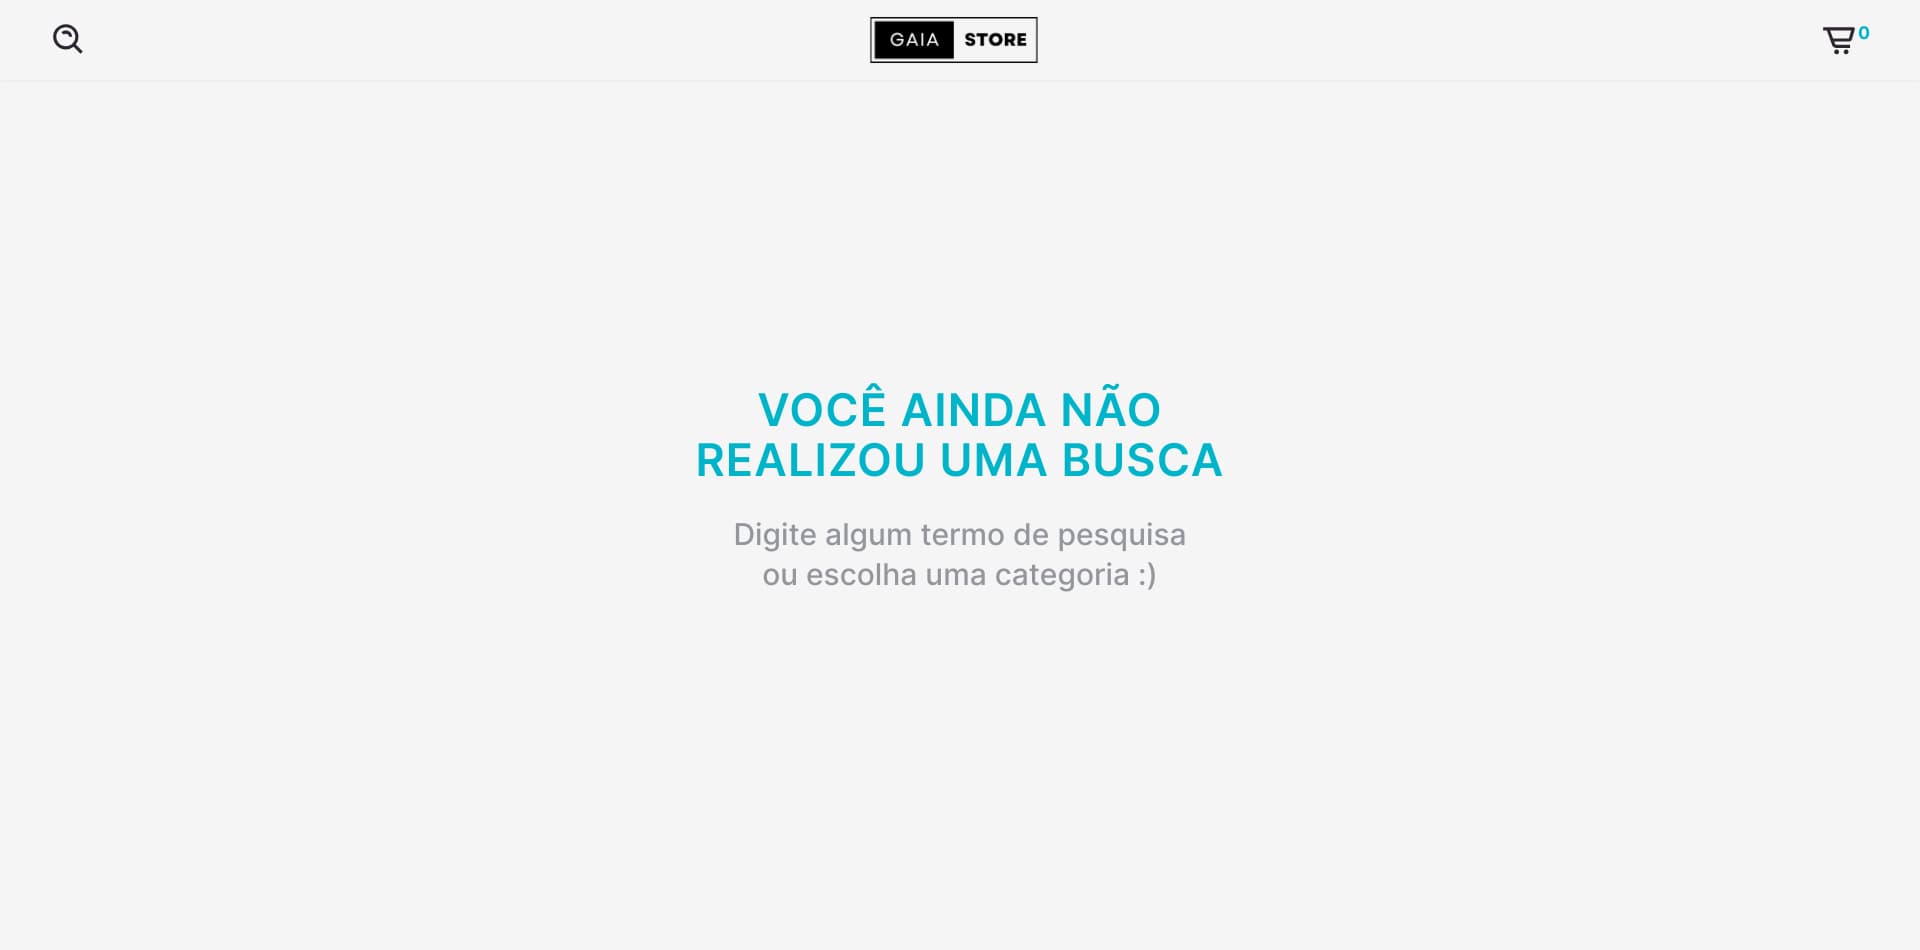 GAIA STORE
0
VOCÊ AINDA NÃO
REALIZOU UMA BUSCA
Digite algum termo de pesquisa
ou escolha uma categoria :)